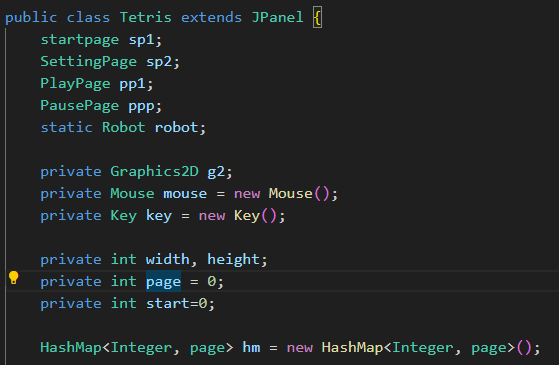 public class Tetris extends JPanel {
startpage sp1;
SettingPage sp2;
PlayPage pp1;
PausePage ppp;
static Robot robot;
private Graphics2D g2;
private Mouse mouse = new Mouse();
private Key key = new Key();
private int width, height;
private int page = 0;
private int start=0;
HashMap<Integer, page> hm = new HashMap<Integer, page>();